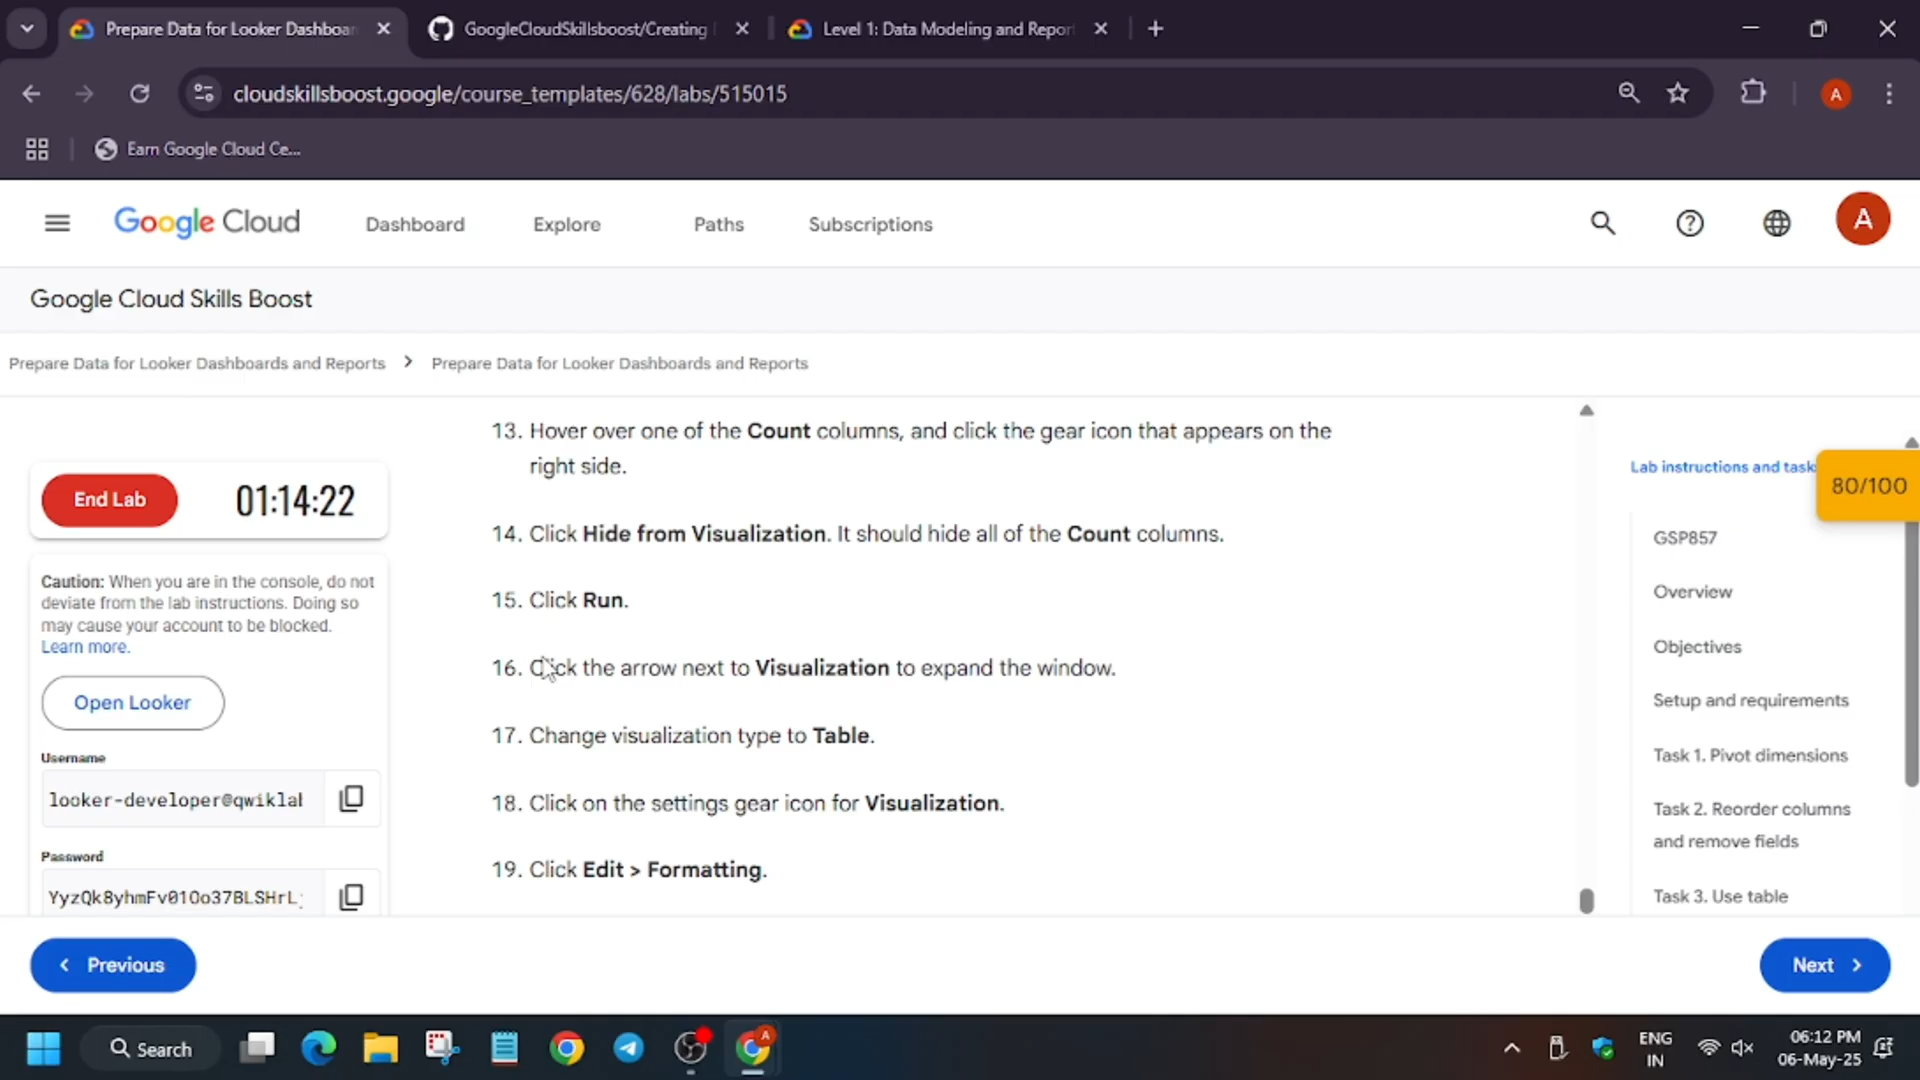 Prepare Data for Looker Dashboar
GoogleCloudSkillsboost/Creating
Level 1: Data Modeling and Repor
cloudskillsboost.google/course_templates/628/labs/515015
A
Earn Google Cloud Ce...
Google Cloud
Dashboard
Explore
Paths
Subscriptions
A
Google Cloud Skills Boost
Prepare Data for Looker Dashboards and Reports > Prepare Data for Looker Dashboards and Reports
End Lab
01:14:22
Caution: When you are in the console, do not
deviate from the lab instructions. Doing so
may cause your account to be blocked.
Learn more.
Open Looker
Username
looker-developer@qwiklab
Password
13. Hover over one of the Count columns, and click the gear icon that appears on the
right side.
14. Click Hide from Visualization. It should hide all of the Count columns.
15. Click Run.
16. Click the arrow next to Visualization to expand the window.
17. Change visualization type to Table.
18. Click on the settings gear icon for Visualization.
19. Click Edit > Formatting.
Lab instructions and task
80/100
GSP857
Overview
Objectives
Setup and requirements
Task 1. Pivot dimensions
Task 2. Reorder columns
and remove fields
Task 3. Use table
Previous
Next
Search
A
ENG
IN
06:12 PM
06-May-25